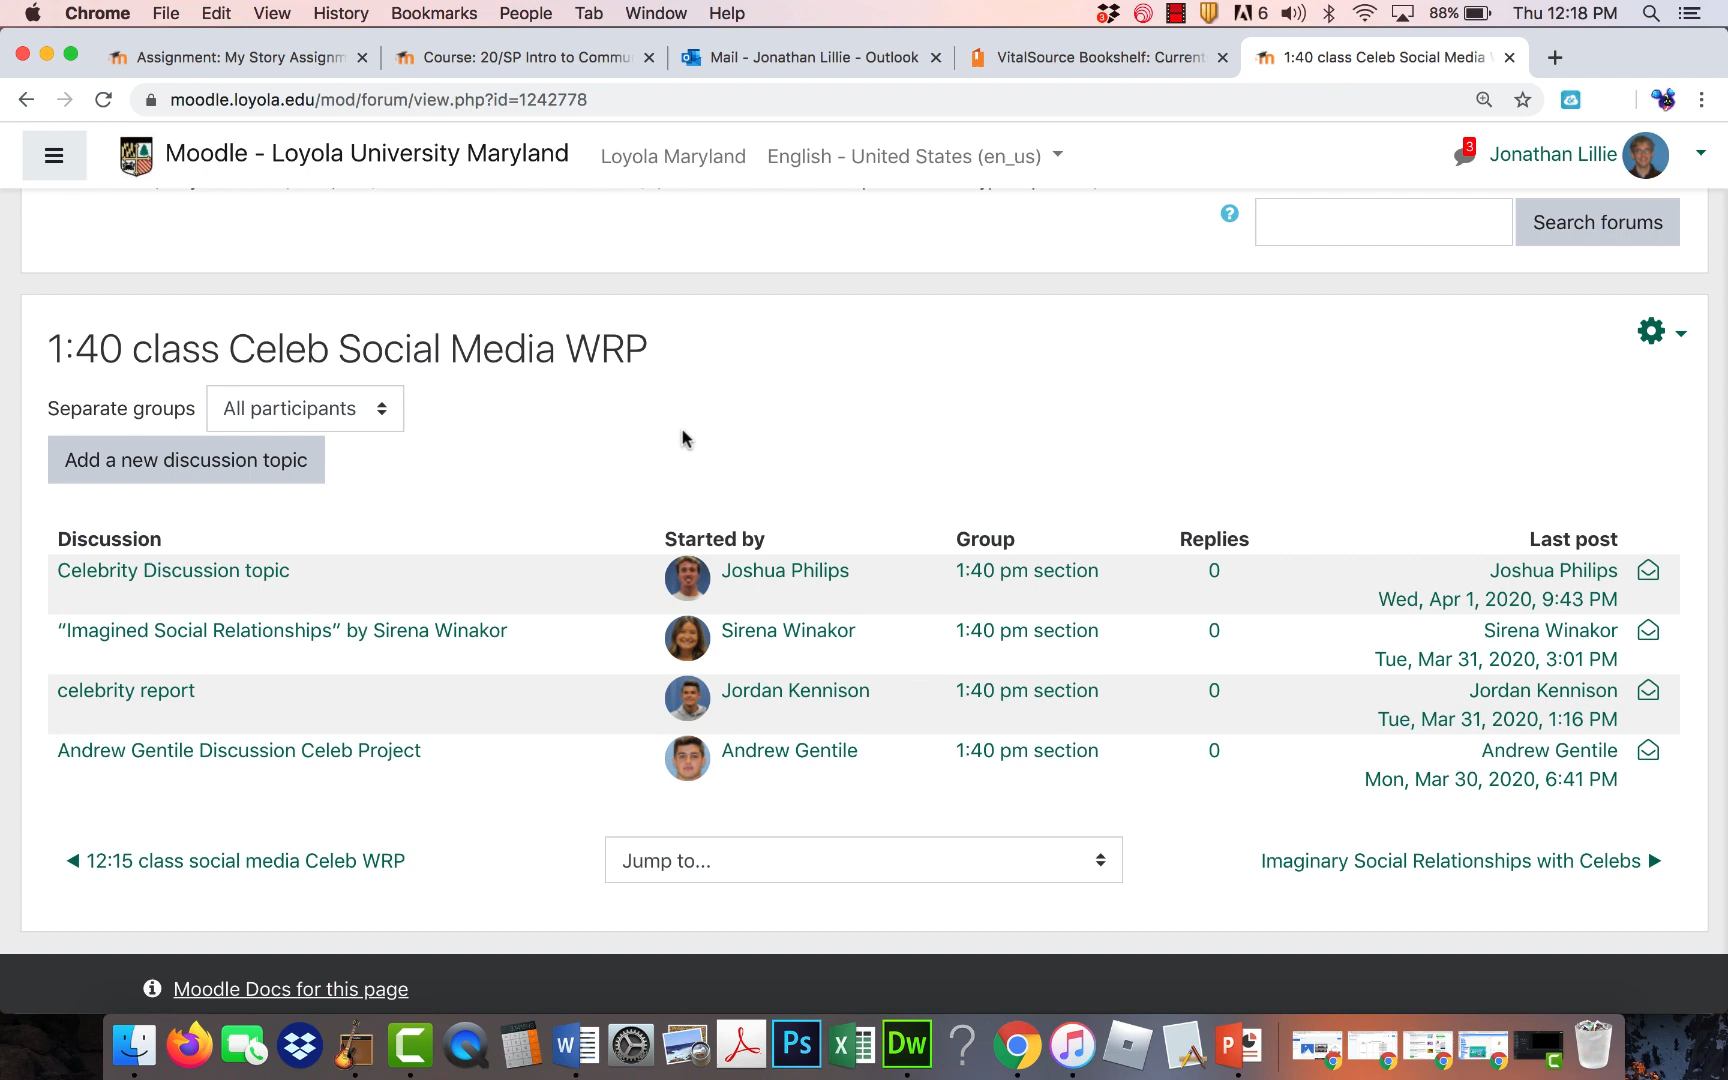 Chrome File Edit View History Bookmarks People Tab Window Help 3 6 88% Thu 12:18 PM
Assignment: My Story Assignm Course: 20/SP Intro to Commu Mail - Jonathan Lillie - Outlook VitalSource Bookshelf: Current 1:40 class Celeb Social Media
moodle.loyola.edu/mod/forum/view.php?id=1242778
Moodle - Loyola University Maryland Loyola Maryland English - United States (en_us) 3 Jonathan Lillie
? Search forums
1:40 class Celeb Social Media WRP
Separate groups All participants
Add a new discussion topic
Discussion Started by Group Replies Last post
Celebrity Discussion topic Joshua Philips 1:40 pm section 0 Joshua Philips
Wed, Apr 1, 2020, 9:43 PM
“Imagined Social Relationships” by Sirena Winakor Sirena Winakor 1:40 pm section 0 Sirena Winakor
Tue, Mar 31, 2020, 3:01 PM
celebrity report Jordan Kennison 1:40 pm section 0 Jordan Kennison
Tue, Mar 31, 2020, 1:16 PM
Andrew Gentile Discussion Celeb Project Andrew Gentile 1:40 pm section 0 Andrew Gentile
Mon, Mar 30, 2020, 6:41 PM
◀ 12:15 class social media Celeb WRP Jump to... Imaginary Social Relationships with Celebs ▶
Moodle Docs for this page
W Ps X Dw ? P